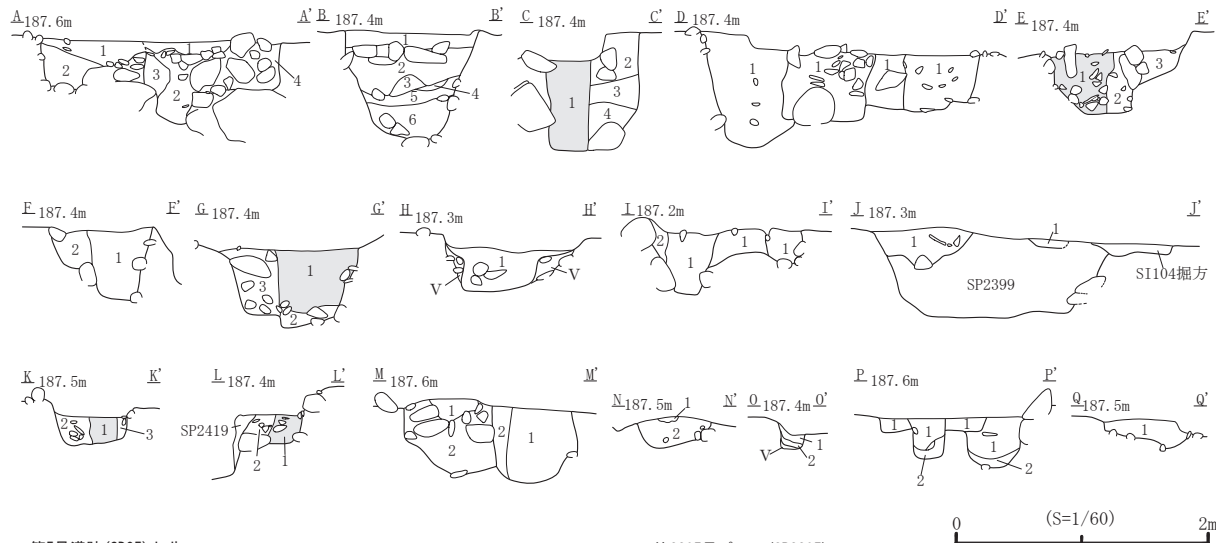 A 187.6m A' B 187.4m B' C 187.4m C' D 187.4m D' E 187.4m E'
1 1 2 3 2 4
1 2 3 4 5 6
1 2 3 4
1 1 1 1
1 2 3
F 187.4m F' G 187.4m G' H 187.3m H' I 187.2m I' J 187.3m J'
2 1
1 3 2
1 V V
2 1 1 1
1 1
SP2399
SI104掘方
K 187.5m K' L 187.4m L' M 187.6m M' N 187.5m N' O 187.4m O' P 187.6m P' Q 187.5m Q'
2 1 3
SP2419
2 1
1 2 2 1
1 2
V 1 2
1 1 1 1 2 2
1
0 (S=1/60) 2m